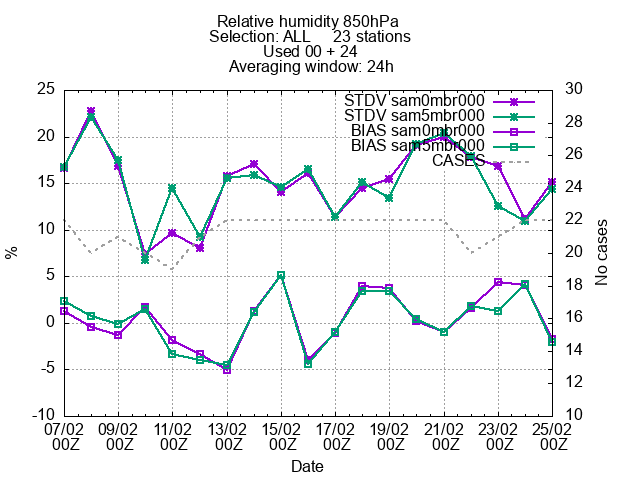 Relative humidity 850hPa
Selection: ALL 23 stations
Used 00 + 24
Averaging window: 24h
STDV sam0mbr000
STDV sam5mbr000
BIAS sam0mbr000
BIAS sam5mbr000
CASES
25
20
15
10
5
0
-5
-10
%
30
28
26
24
22
20
18
16
14
12
10
No cases
07/02 09/02 11/02 13/02 15/02 17/02 19/02 21/02 23/02 25/02
00Z 00Z 00Z 00Z 00Z 00Z 00Z 00Z 00Z 00Z
Date